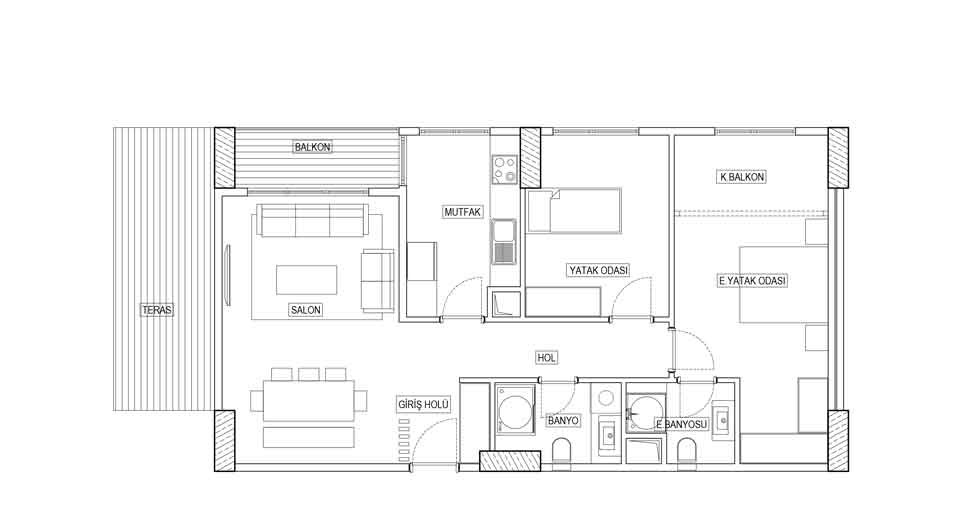 BALKON
K.BALKON
MUTFAK
YATAK ODASI
E.YATAK ODASI
TERAS
SALON
HOL
GİRİŞ HOLÜ
BANYO
E.BANYOSU